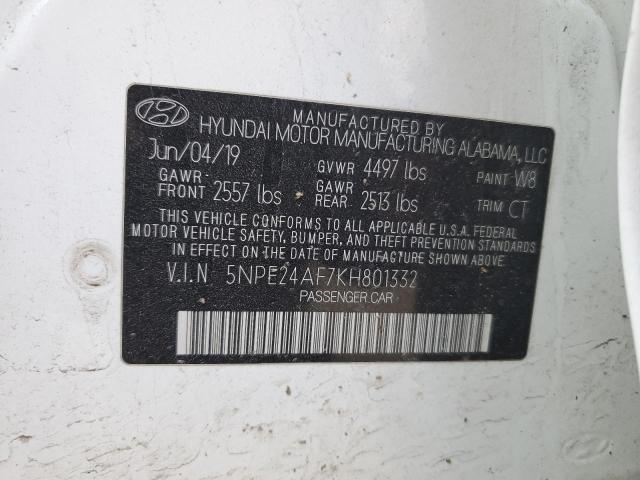 MANUFACTURED BY
HYUNDAI MOTOR MANUFACTURING ALABAMA, LLC
Jun/04/19 GVWR 4497 lbs PAINT W8
GAWR FRONT 2557 lbs GAWR REAR 2513 lbs TRIM CT
THIS VEHICLE CONFORMS TO ALL APPLICABLE U.S.A. FEDERAL
MOTOR VEHICLE SAFETY, BUMPER, AND THEFT PREVENTION STANDARDS
IN EFFECT ON THE DATE OF MANUFACTURE SHOWN ABOVE.
V.I.N 5NPE24AF7KH801332
PASSENGER CAR